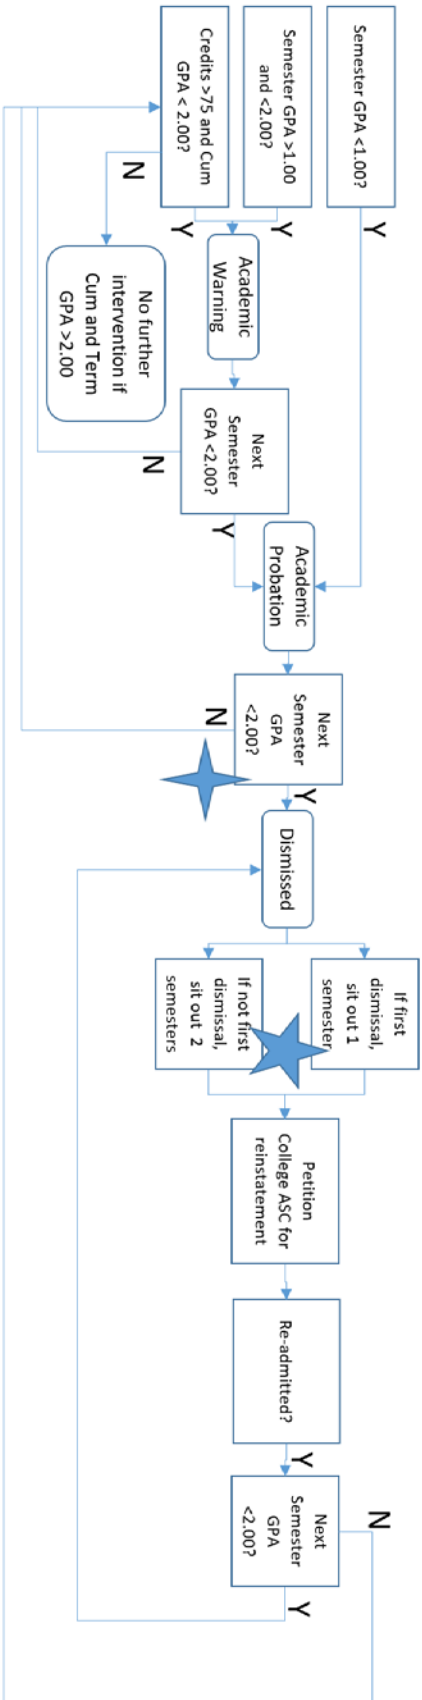 Semester GPA <1.00?
Y
Semester GPA >1.00
and <2.00?
Y
Credits >75 and Cum
GPA < 2.00?
Y
N
Academic
Warning
No further
intervention if
Cum and Term
GPA >2.00
Next
Semester
GPA <2.00?
Y
N
Academic
Probation
Next
Semester
GPA
<2.00?
Y
N
Dismissed
If first
dismissal,
sit out 1
semester
If not first
dismissal,
sit out 2
semesters
Petition
College ASC for
reinstatement
Re-admitted?
Y
Next
Semester
GPA
<2.00?
N
Y